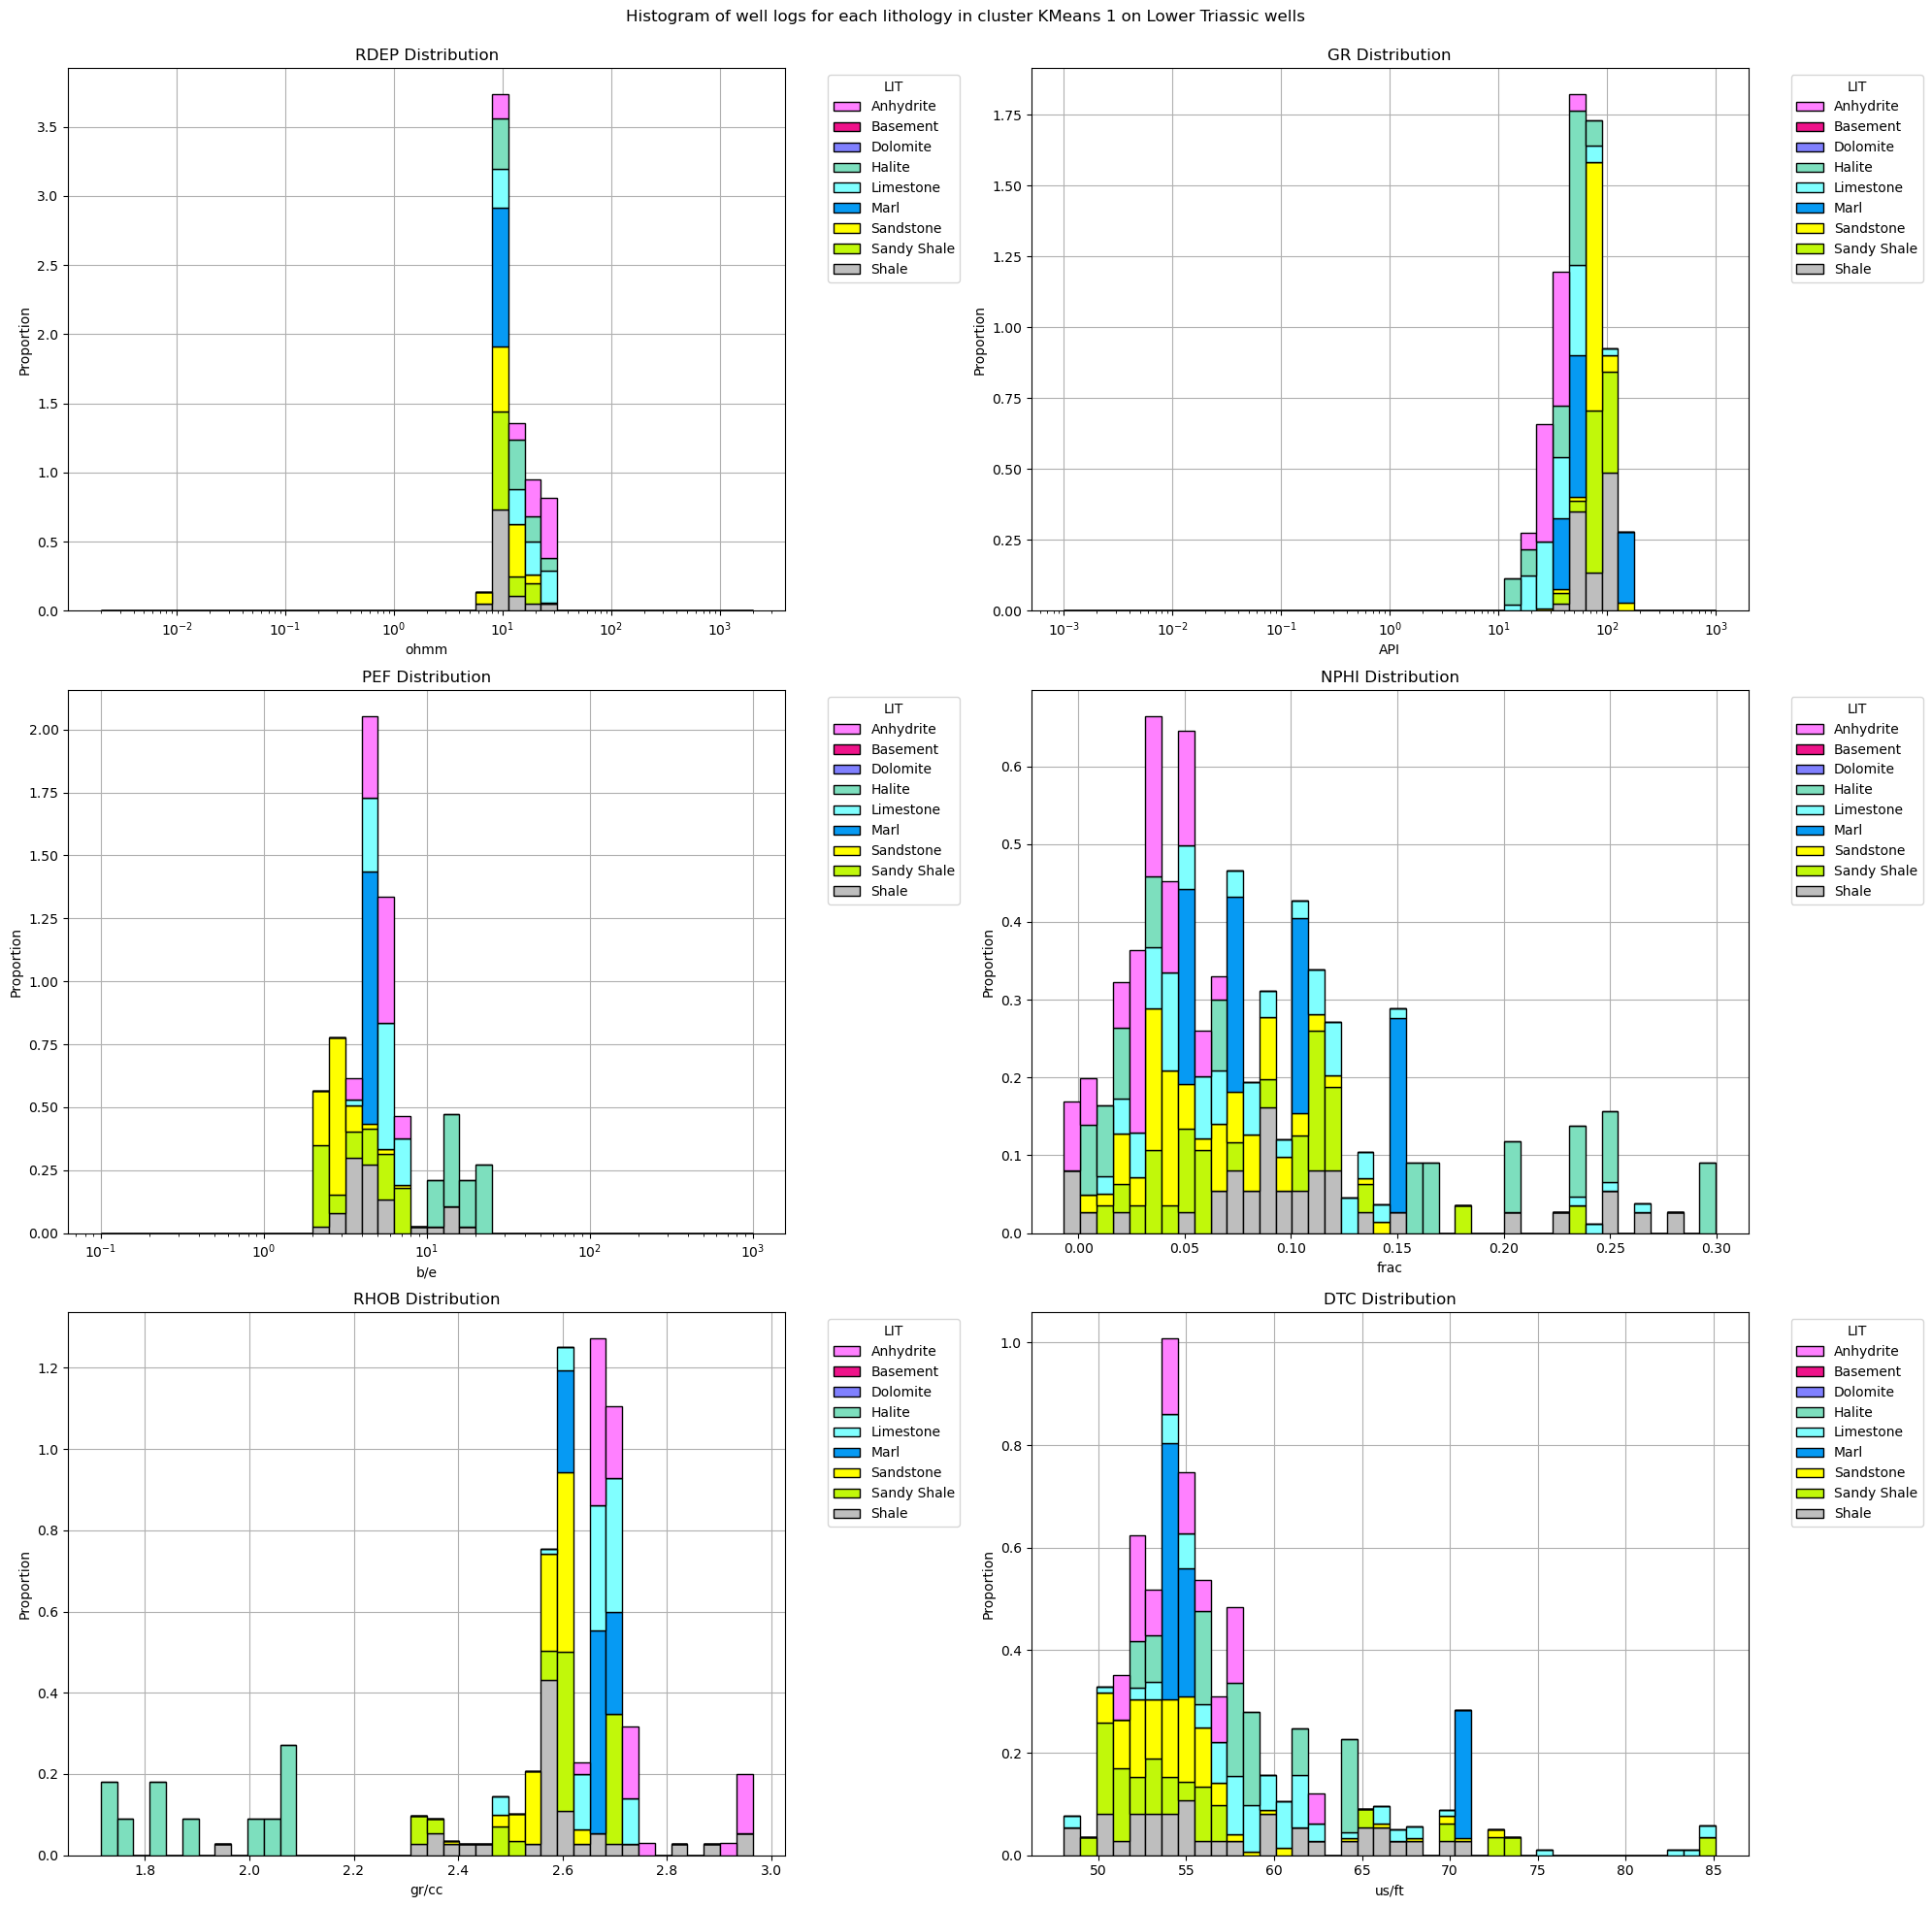 Histogram of well logs for each lithology in cluster KMeans 1 on Lower Triassic wells
RDEP Distribution
Proportion
3.5
3.0
2.5
2.0
1.5
1.0
0.5
0.0
10⁻² 10⁻¹ 10⁰ 10¹ 10² 10³
ohmm
LIT
Anhydrite
Basement
Dolomite
Halite
Limestone
Marl
Sandstone
Sandy Shale
Shale
GR Distribution
Proportion
1.75
1.50
1.25
1.00
0.75
0.50
0.25
0.00
10⁻³ 10⁻² 10⁻¹ 10⁰ 10¹ 10² 10³
API
LIT
Anhydrite
Basement
Dolomite
Halite
Limestone
Marl
Sandstone
Sandy Shale
Shale
PEF Distribution
Proportion
2.00
1.75
1.50
1.25
1.00
0.75
0.50
0.25
0.00
10⁻¹ 10⁰ 10¹ 10² 10³
b/e
LIT
Anhydrite
Basement
Dolomite
Halite
Limestone
Marl
Sandstone
Sandy Shale
Shale
NPHI Distribution
Proportion
0.6
0.5
0.4
0.3
0.2
0.1
0.0
0.00 0.05 0.10 0.15 0.20 0.25 0.30
frac
LIT
Anhydrite
Basement
Dolomite
Halite
Limestone
Marl
Sandstone
Sandy Shale
Shale
RHOB Distribution
Proportion
1.2
1.0
0.8
0.6
0.4
0.2
0.0
1.8 2.0 2.2 2.4 2.6 2.8 3.0
gr/cc
LIT
Anhydrite
Basement
Dolomite
Halite
Limestone
Marl
Sandstone
Sandy Shale
Shale
DTC Distribution
Proportion
1.0
0.8
0.6
0.4
0.2
0.0
50 55 60 65 70 75 80 85
us/ft
LIT
Anhydrite
Basement
Dolomite
Halite
Limestone
Marl
Sandstone
Sandy Shale
Shale